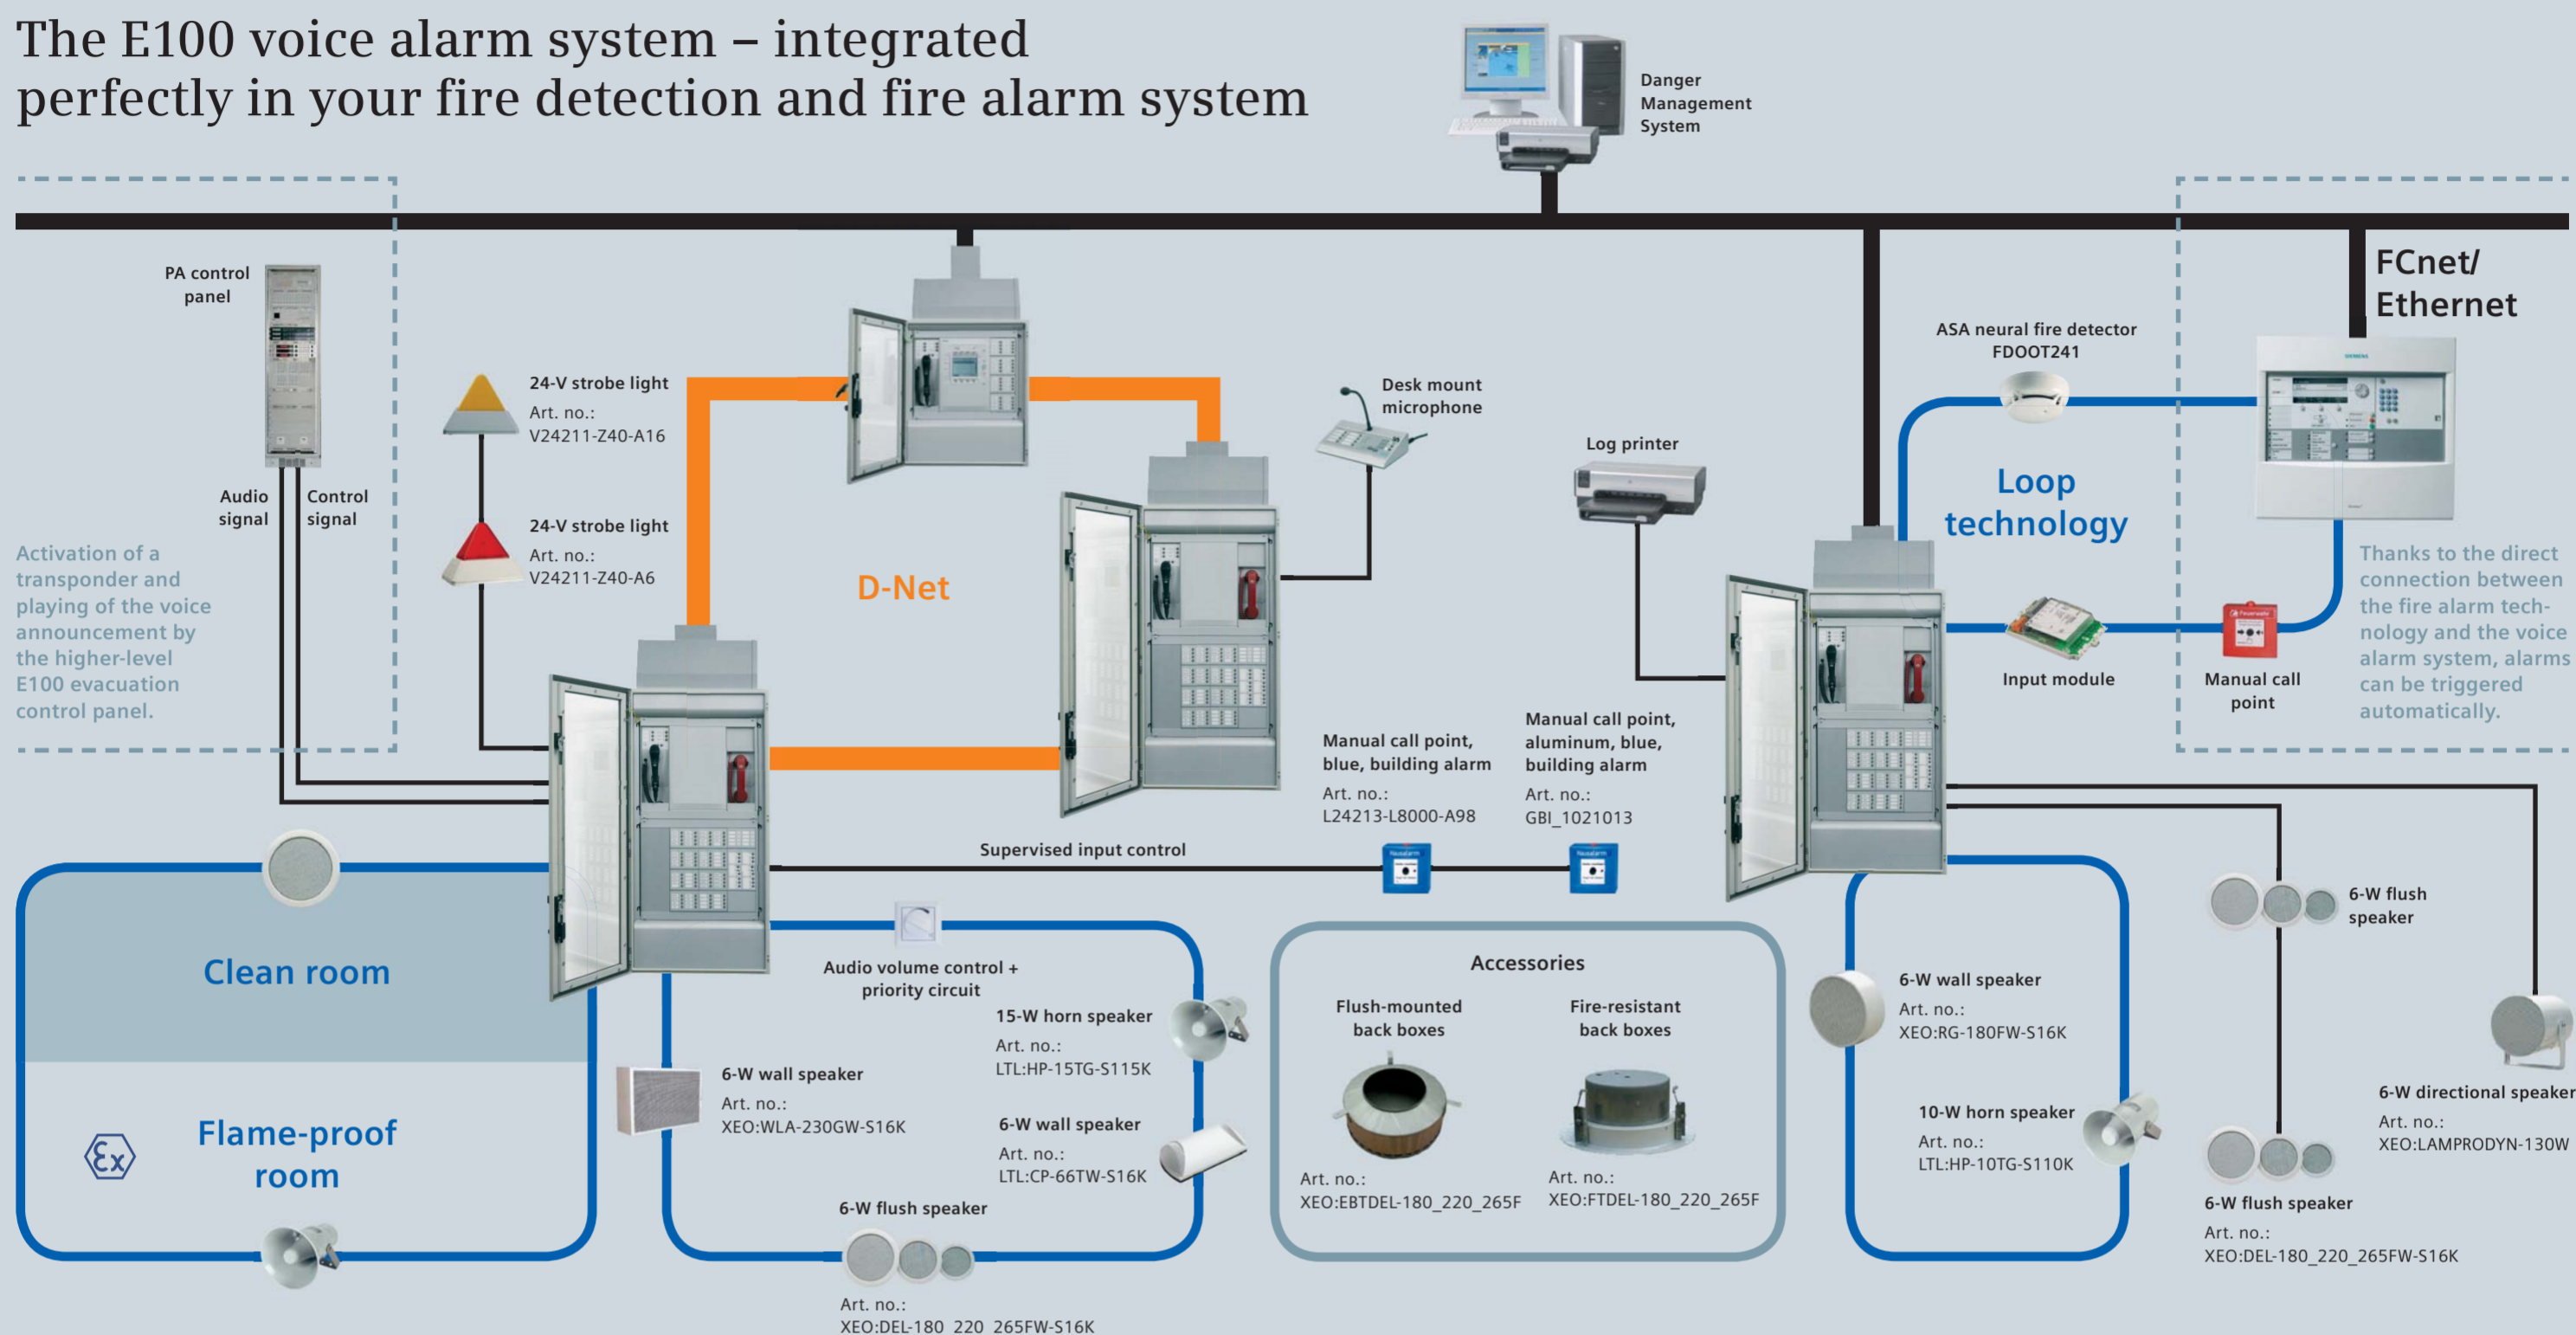 The E100 voice alarm system – integrated
perfectly in your fire detection and fire alarm system
Danger
Management
System
PA control
panel
Audio
signal
Control
signal
Activation of a
transponder and
playing of the voice
announcement by
the higher-level
E100 evacuation
control panel.
24-V strobe light
Art. no.:
V24211-Z40-A16
24-V strobe light
Art. no.:
V24211-Z40-A6
D-Net
Desk mount
microphone
Log printer
FCnet/
Ethernet
ASA neural fire detector
FDOOT241
SIEMENS
Loop
technology
Input module
Manual call
point
Thanks to the direct
connection between
the fire alarm tech-
nology and the voice
alarm system, alarms
can be triggered
automatically.
Manual call point,
blue, building alarm
Art. no.:
L24213-L8000-A98
Manual call point,
aluminum, blue,
building alarm
Art. no.:
GBI_1021013
Supervised input control
Clean room
Flame-proof
room
Ɛx
Audio volume control +
priority circuit
15-W horn speaker
Art. no.:
LTL:HP-15TG-S115K
6-W wall speaker
Art. no.:
XEO:WLA-230GW-S16K
6-W wall speaker
Art. no.:
LTL:CP-66TW-S16K
6-W flush speaker
Art. no.:
XEO:DEL-180_220_265FW-S16K
Accessories
Flush-mounted
back boxes
Art. no.:
XEO:EBTDEL-180_220_265F
Fire-resistant
back boxes
Art. no.:
XEO:FTDEL-180_220_265F
6-W wall speaker
Art. no.:
XEO:RG-180FW-S16K
10-W horn speaker
Art. no.:
LTL:HP-10TG-S110K
6-W flush
speaker
6-W directional speaker
Art. no.:
XEO:LAMPRODYN-130W
6-W flush speaker
Art. no.:
XEO:DEL-180_220_265FW-S16K